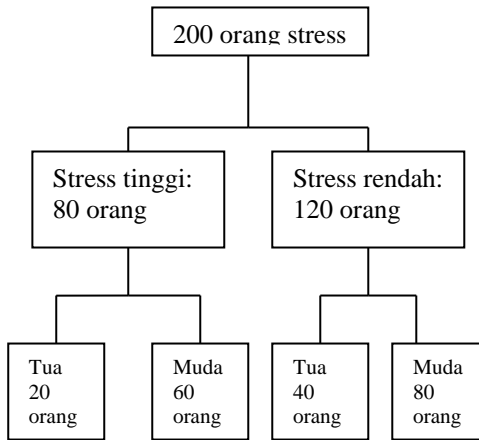 200 orang stress
Stress tinggi:
80 orang
Stress rendah:
120 orang
Tua
20
orang
Muda
60
orang
Tua
40
orang
Muda
80
orang